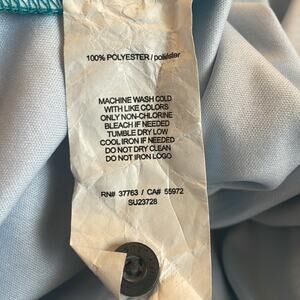 100% POLYESTER / poliéster
MACHINE WASH COLD
WITH LIKE COLORS
ONLY NON-CHLORINE
BLEACH IF NEEDED
TUMBLE DRY LOW
COOL IRON IF NEEDED
DO NOT DRY CLEAN
DO NOT IRON LOGO
RN# 37763 / CA# 55972
SU23728